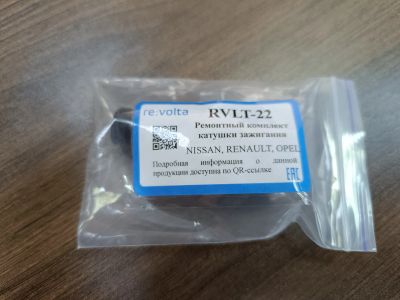 re:volta
RVLT-22
Ремонтный комплект
катушки зажигания
NISSAN, RENAULT, OPEL
Подробная информация о данной
продукции доступна по QR-ссылке
EAC